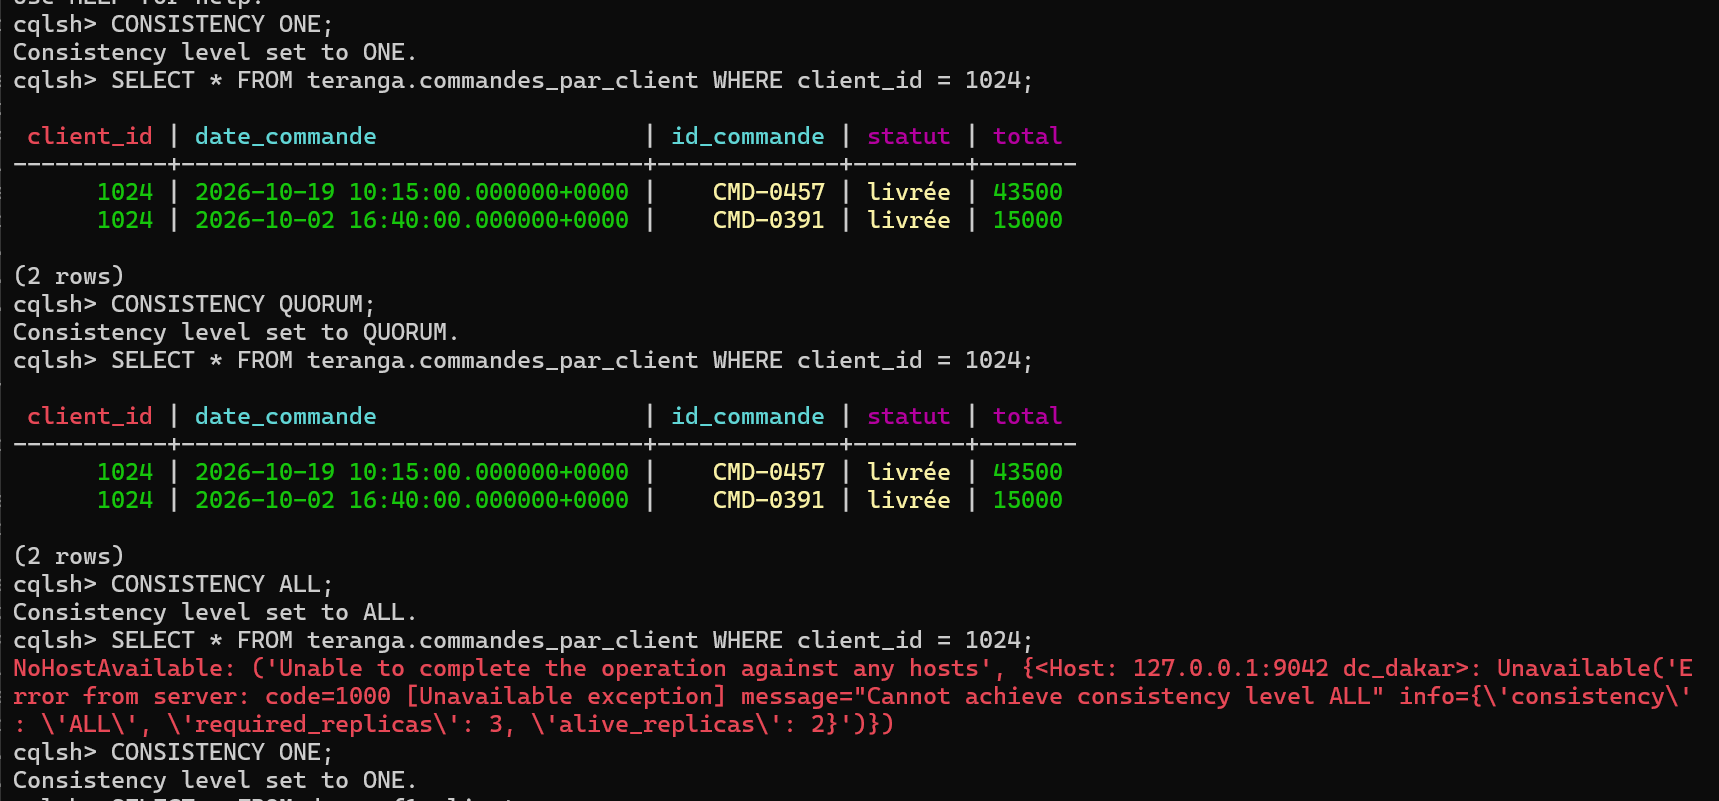 Use HELP for help.
cqlsh> CONSISTENCY ONE;
Consistency level set to ONE.
cqlsh> SELECT * FROM teranga.commandes_par_client WHERE client_id = 1024;
client_id | date_commande | id_commande | statut | total
-----------+---------------------------------+-------------+--------+-------
1024 | 2026-10-19 10:15:00.000000+0000 | CMD-0457 | livrée | 43500
1024 | 2026-10-02 16:40:00.000000+0000 | CMD-0391 | livrée | 15000
(2 rows)
cqlsh> CONSISTENCY QUORUM;
Consistency level set to QUORUM.
cqlsh> SELECT * FROM teranga.commandes_par_client WHERE client_id = 1024;
client_id | date_commande | id_commande | statut | total
-----------+---------------------------------+-------------+--------+-------
1024 | 2026-10-19 10:15:00.000000+0000 | CMD-0457 | livrée | 43500
1024 | 2026-10-02 16:40:00.000000+0000 | CMD-0391 | livrée | 15000
(2 rows)
cqlsh> CONSISTENCY ALL;
Consistency level set to ALL.
cqlsh> SELECT * FROM teranga.commandes_par_client WHERE client_id = 1024;
NoHostAvailable: ('Unable to complete the operation against any hosts', {<Host: 127.0.0.1:9042 dc_dakar>: Unavailable('E
rror from server: code=1000 [Unavailable exception] message="Cannot achieve consistency level ALL" info={\'consistency\'
: \'ALL\', \'required_replicas\': 3, \'alive_replicas\': 2}')})
cqlsh> CONSISTENCY ONE;
Consistency level set to ONE.